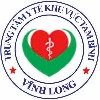 TRUNG TÂM Y TẾ KHU VỰC TAM BÌNH
VĨNH LONG